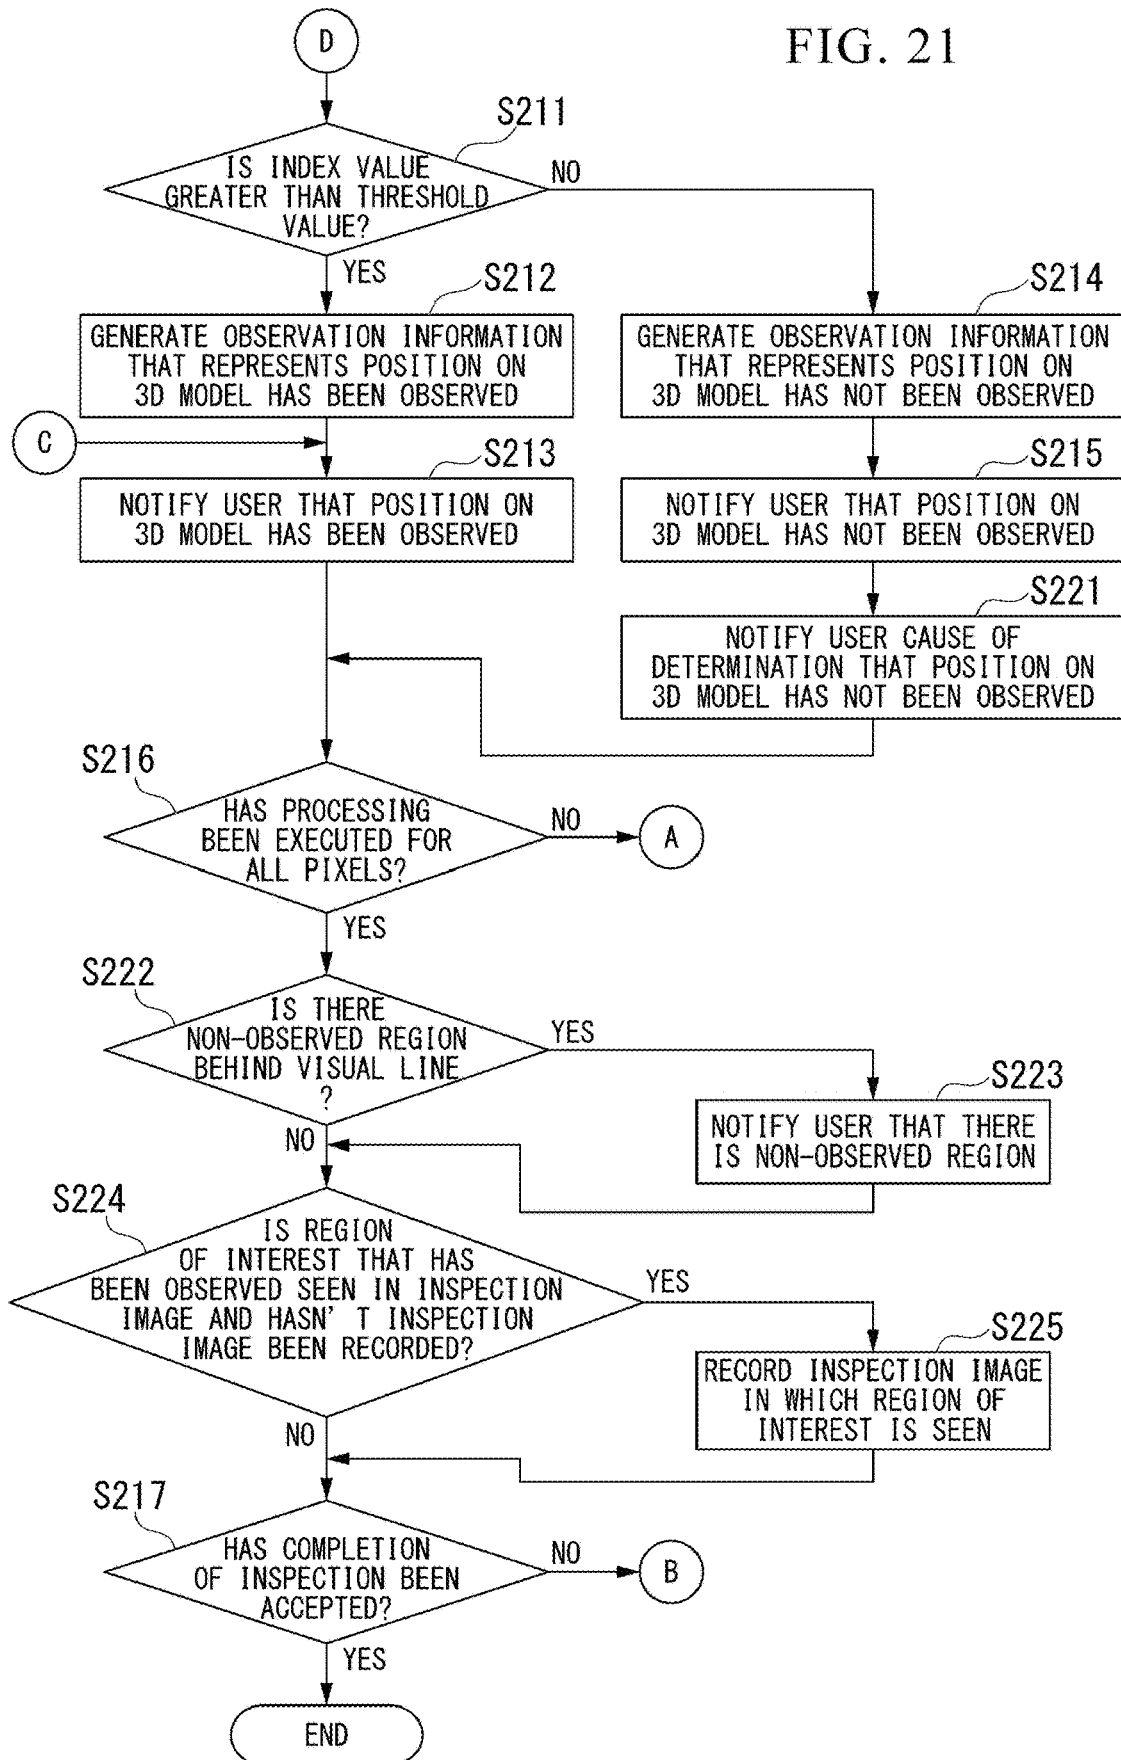 FIG. 21
D
S211
IS INDEX VALUE
GREATER THAN THRESHOLD
VALUE?
NO
YES
S212
GENERATE OBSERVATION INFORMATION
THAT REPRESENTS POSITION ON
3D MODEL HAS BEEN OBSERVED
S214
GENERATE OBSERVATION INFORMATION
THAT REPRESENTS POSITION ON
3D MODEL HAS NOT BEEN OBSERVED
C
S213
NOTIFY USER THAT POSITION ON
3D MODEL HAS BEEN OBSERVED
S215
NOTIFY USER THAT POSITION ON
3D MODEL HAS NOT BEEN OBSERVED
S221
NOTIFY USER CAUSE OF
DETERMINATION THAT POSITION ON
3D MODEL HAS NOT BEEN OBSERVED
S216
HAS PROCESSING
BEEN EXECUTED FOR
ALL PIXELS?
NO
A
YES
S222
IS THERE
NON-OBSERVED REGION
BEHIND VISUAL LINE
?
YES
NO
S223
NOTIFY USER THAT THERE
IS NON-OBSERVED REGION
S224
IS REGION
OF INTEREST THAT HAS
BEEN OBSERVED SEEN IN INSPECTION
IMAGE AND HASN' T INSPECTION
IMAGE BEEN RECORDED?
YES
NO
S225
RECORD INSPECTION IMAGE
IN WHICH REGION OF
INTEREST IS SEEN
S217
HAS COMPLETION
OF INSPECTION BEEN
ACCEPTED?
NO
B
YES
END